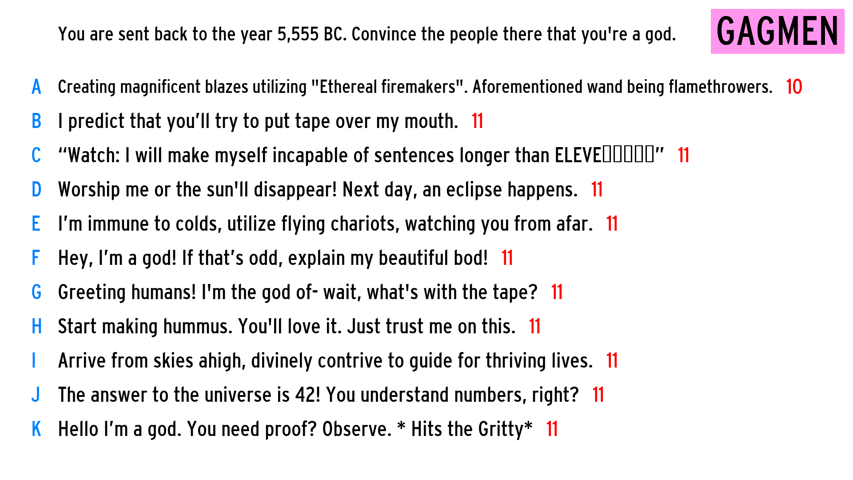 You are sent back to the year 5,555 BC. Convince the people there that you're a god.
GAGMEN
A Creating magnificent blazes utilizing "Ethereal firemakers". Aforementioned wand being flamethrowers. 10
B I predict that you’ll try to put tape over my mouth. 11
C “Watch: I will make myself incapable of sentences longer than ELEVE▯▯▯▯▯” 11
D Worship me or the sun'll disappear! Next day, an eclipse happens. 11
E I’m immune to colds, utilize flying chariots, watching you from afar. 11
F Hey, I’m a god! If that’s odd, explain my beautiful bod! 11
G Greeting humans! I'm the god of- wait, what's with the tape? 11
H Start making hummus. You'll love it. Just trust me on this. 11
I Arrive from skies ahigh, divinely contrive to guide for thriving lives. 11
J The answer to the universe is 42! You understand numbers, right? 11
K Hello I’m a god. You need proof? Observe. * Hits the Gritty* 11